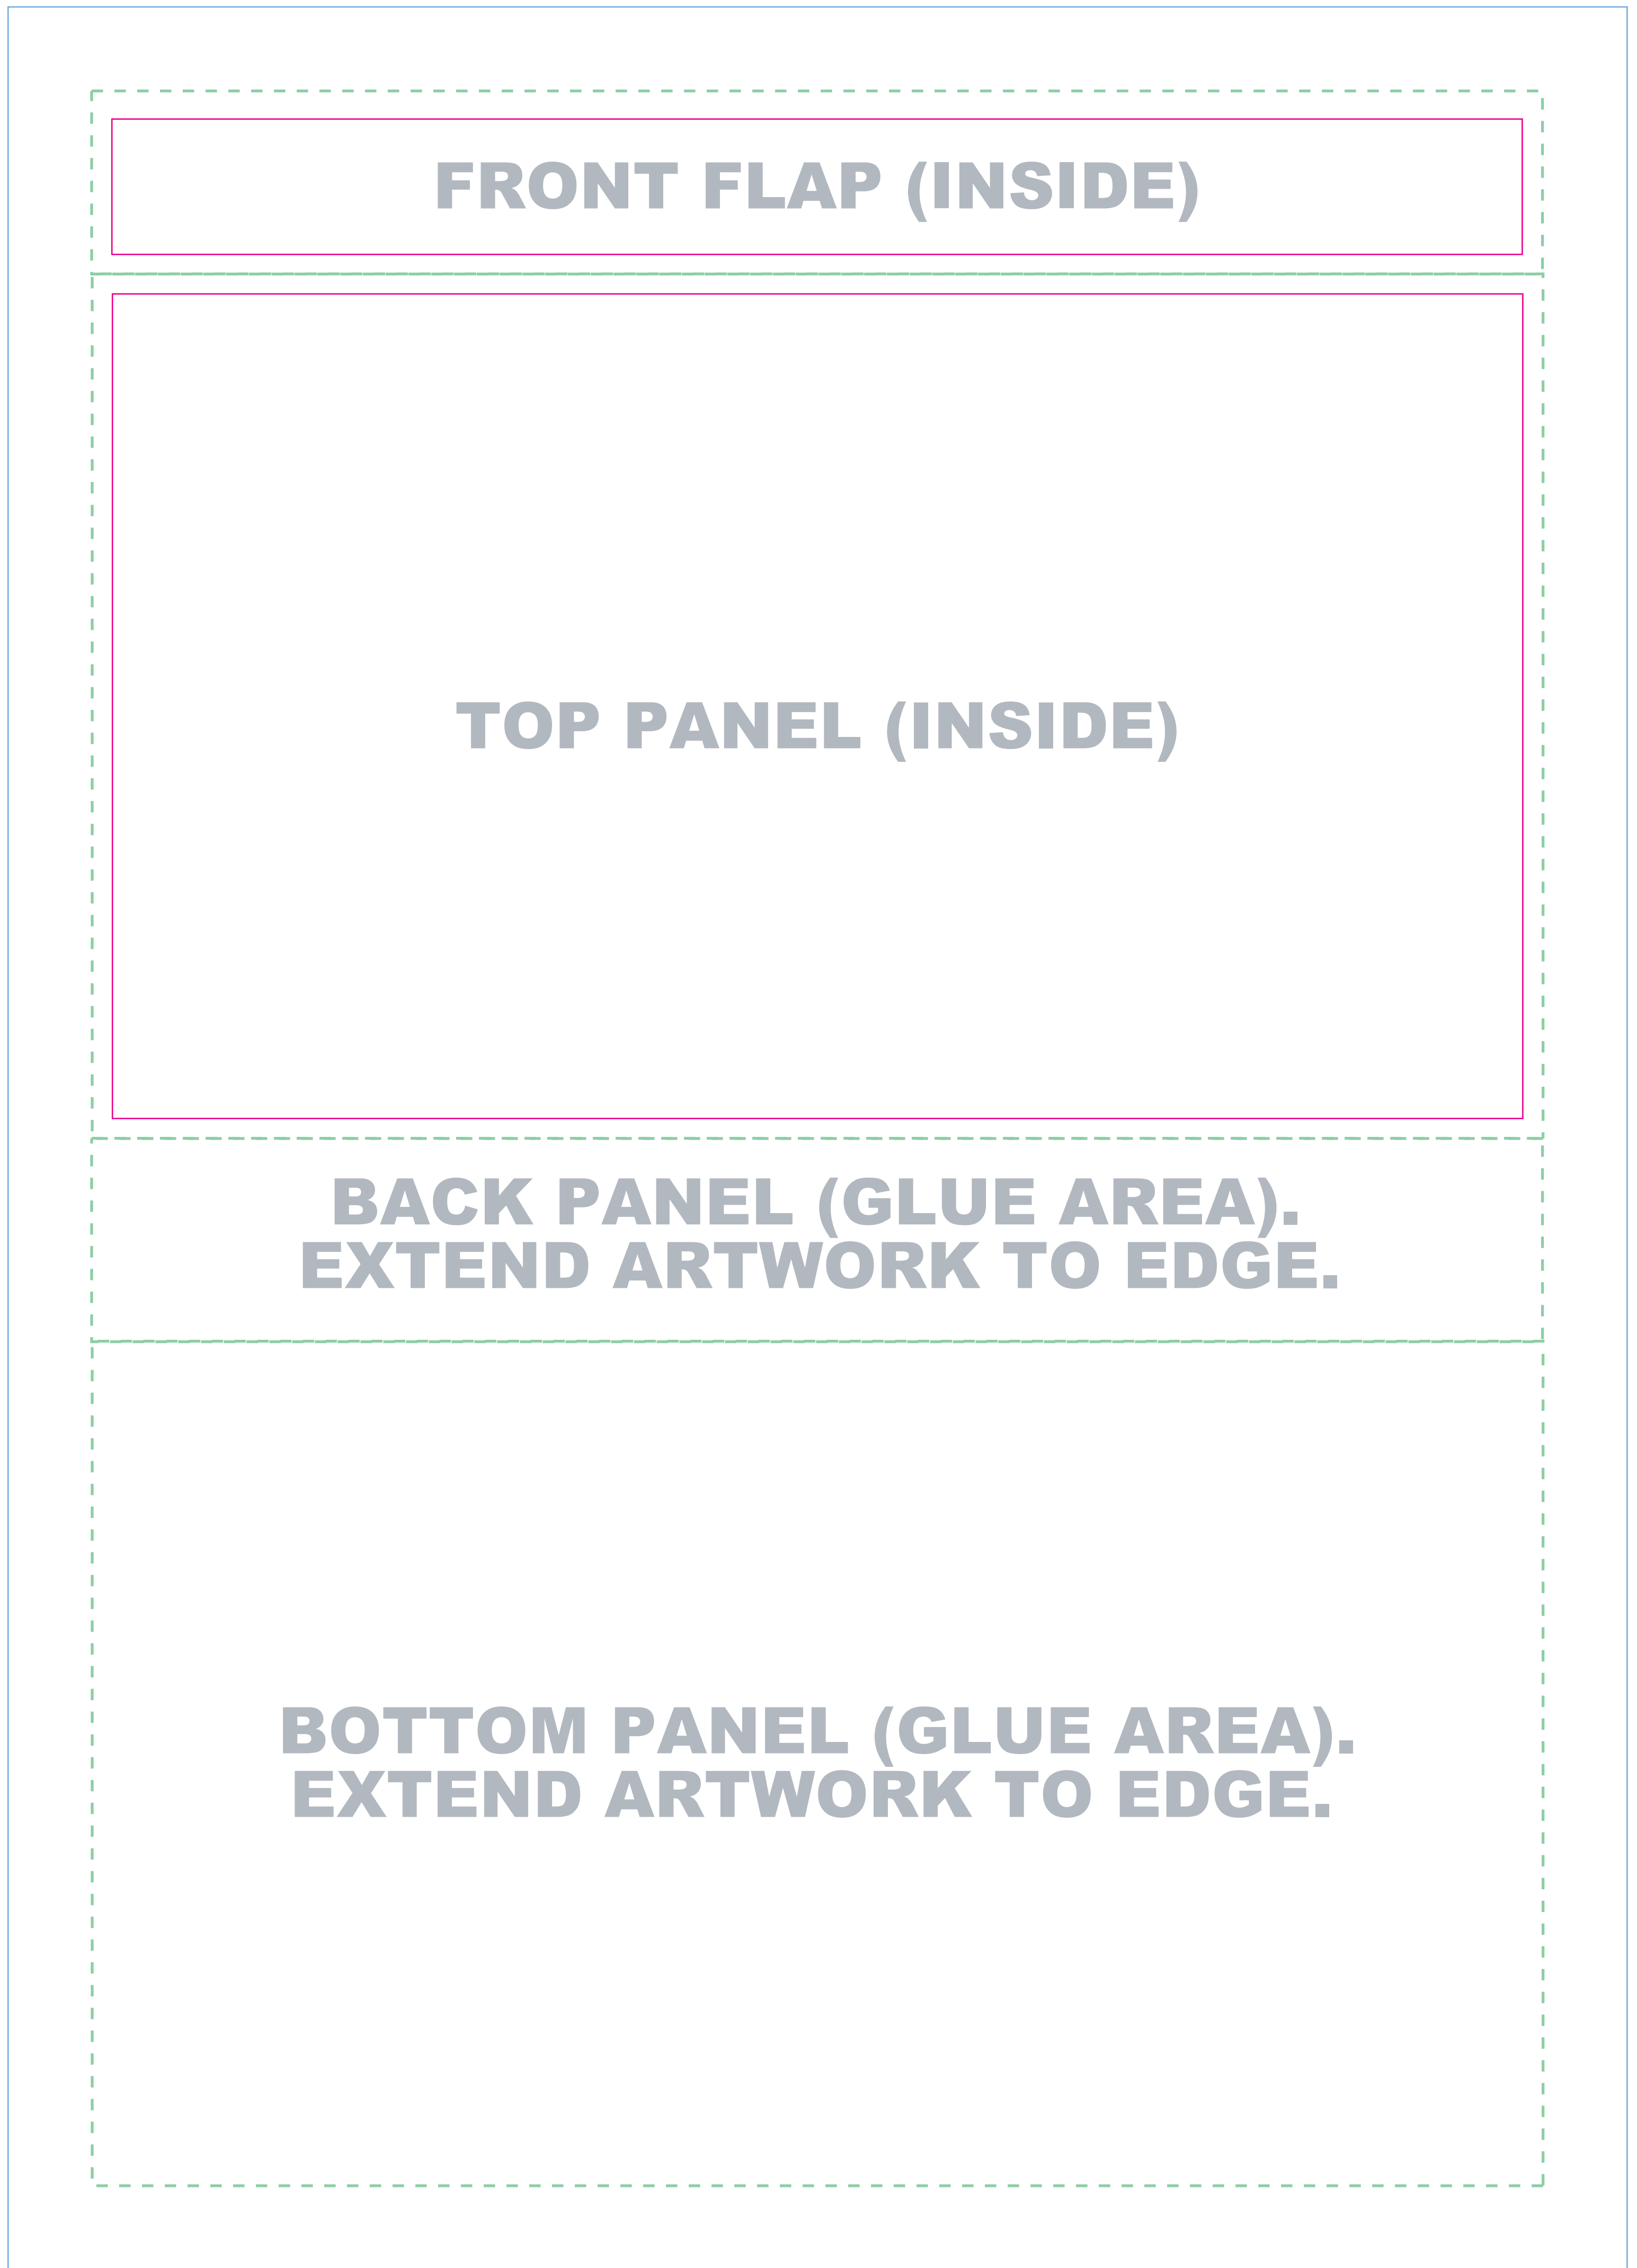 FRONT FLAP (INSIDE)
TOP PANEL (INSIDE)
BACK PANEL (GLUE AREA).
EXTEND ARTWORK TO EDGE.
BOTTOM PANEL (GLUE AREA).
EXTEND ARTWORK TO EDGE.